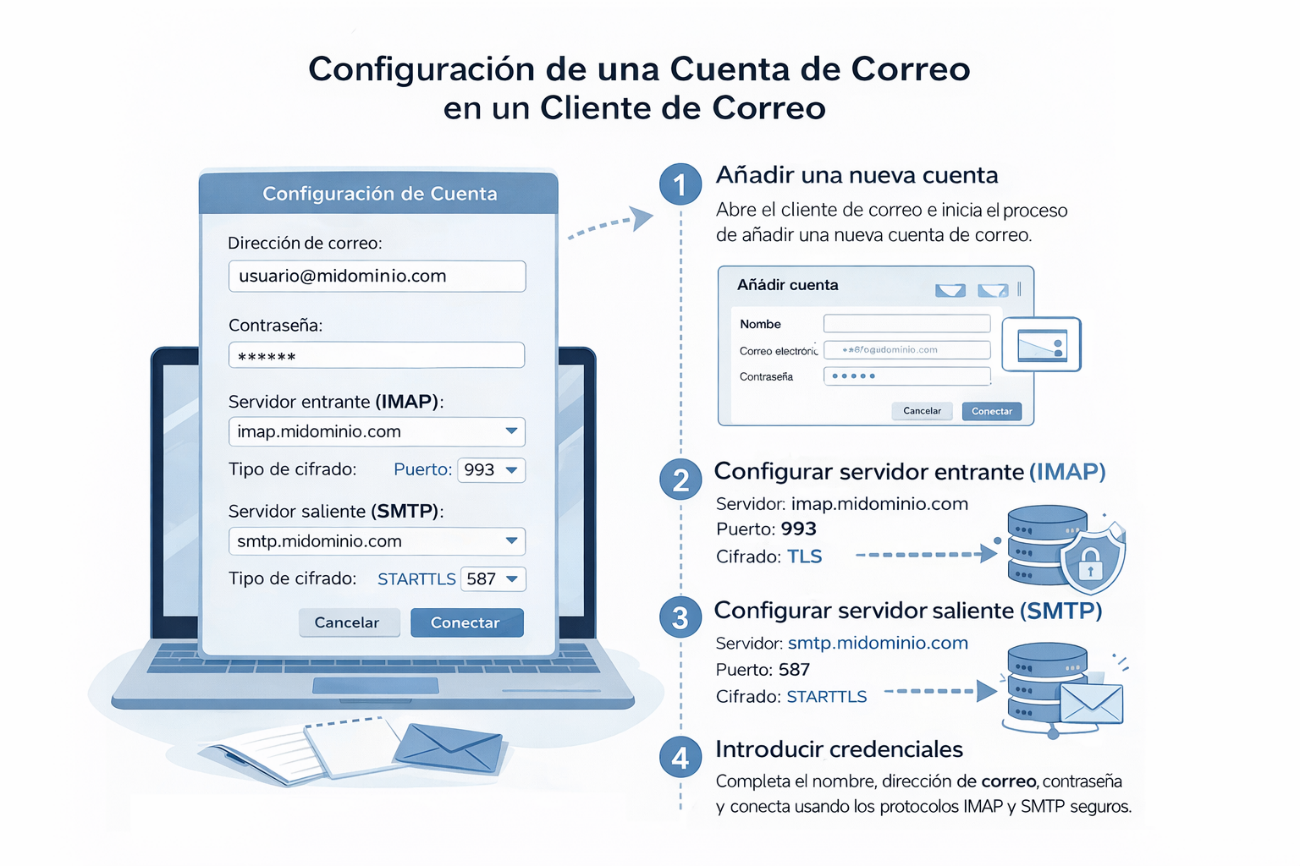 Configuración de una Cuenta de Correo
en un Cliente de Correo
Configuración de Cuenta
Dirección de correo:
usuario@midominio.com
Contraseña:
******
Servidor entrante (IMAP):
imap.midominio.com
Tipo de cifrado: Puerto: 993
Servidor saliente (SMTP):
smtp.midominio.com
Tipo de cifrado: STARTTLS 587
Cancelar Conectar
1 Añadir una nueva cuenta
Abre el cliente de correo e inicia el proceso
de añadir una nueva cuenta de correo.
Añádir cuenta
Nombe
Correo electrónic
Contraseña •••••
Cancelar Conectar
2 Configurar servidor entrante (IMAP)
Servidor: imap.midominio.com
Puerto: 993
Cifrado: TLS
3 Configurar servidor saliente (SMTP)
Servidor: smtp.midominio.com
Puerto: 587
Cifrado: STARTTLS
4 Introducir credenciales
Completa el nombre, dirección de correo, contraseña
y conecta usando los protocolos IMAP y SMTP seguros.